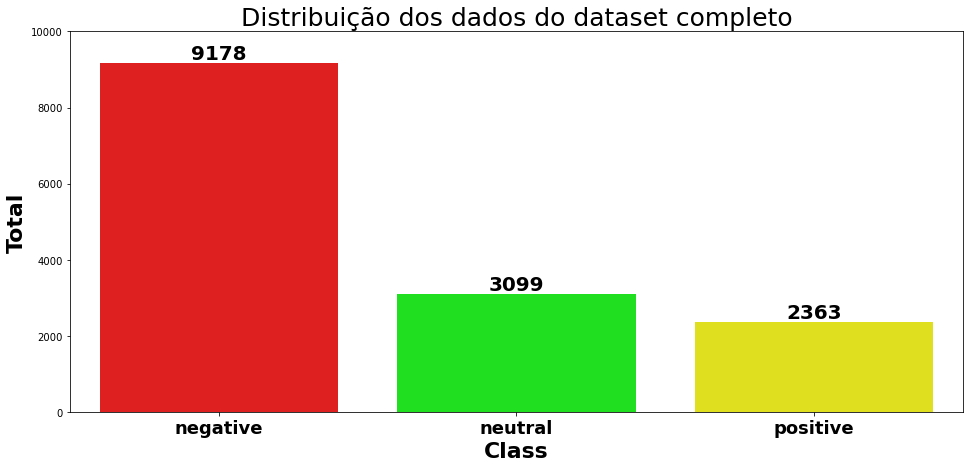 Distribuição dos dados do dataset completo
10000
8000
6000
4000
2000
0
Total
9178
3099
2363
negative neutral positive
Class